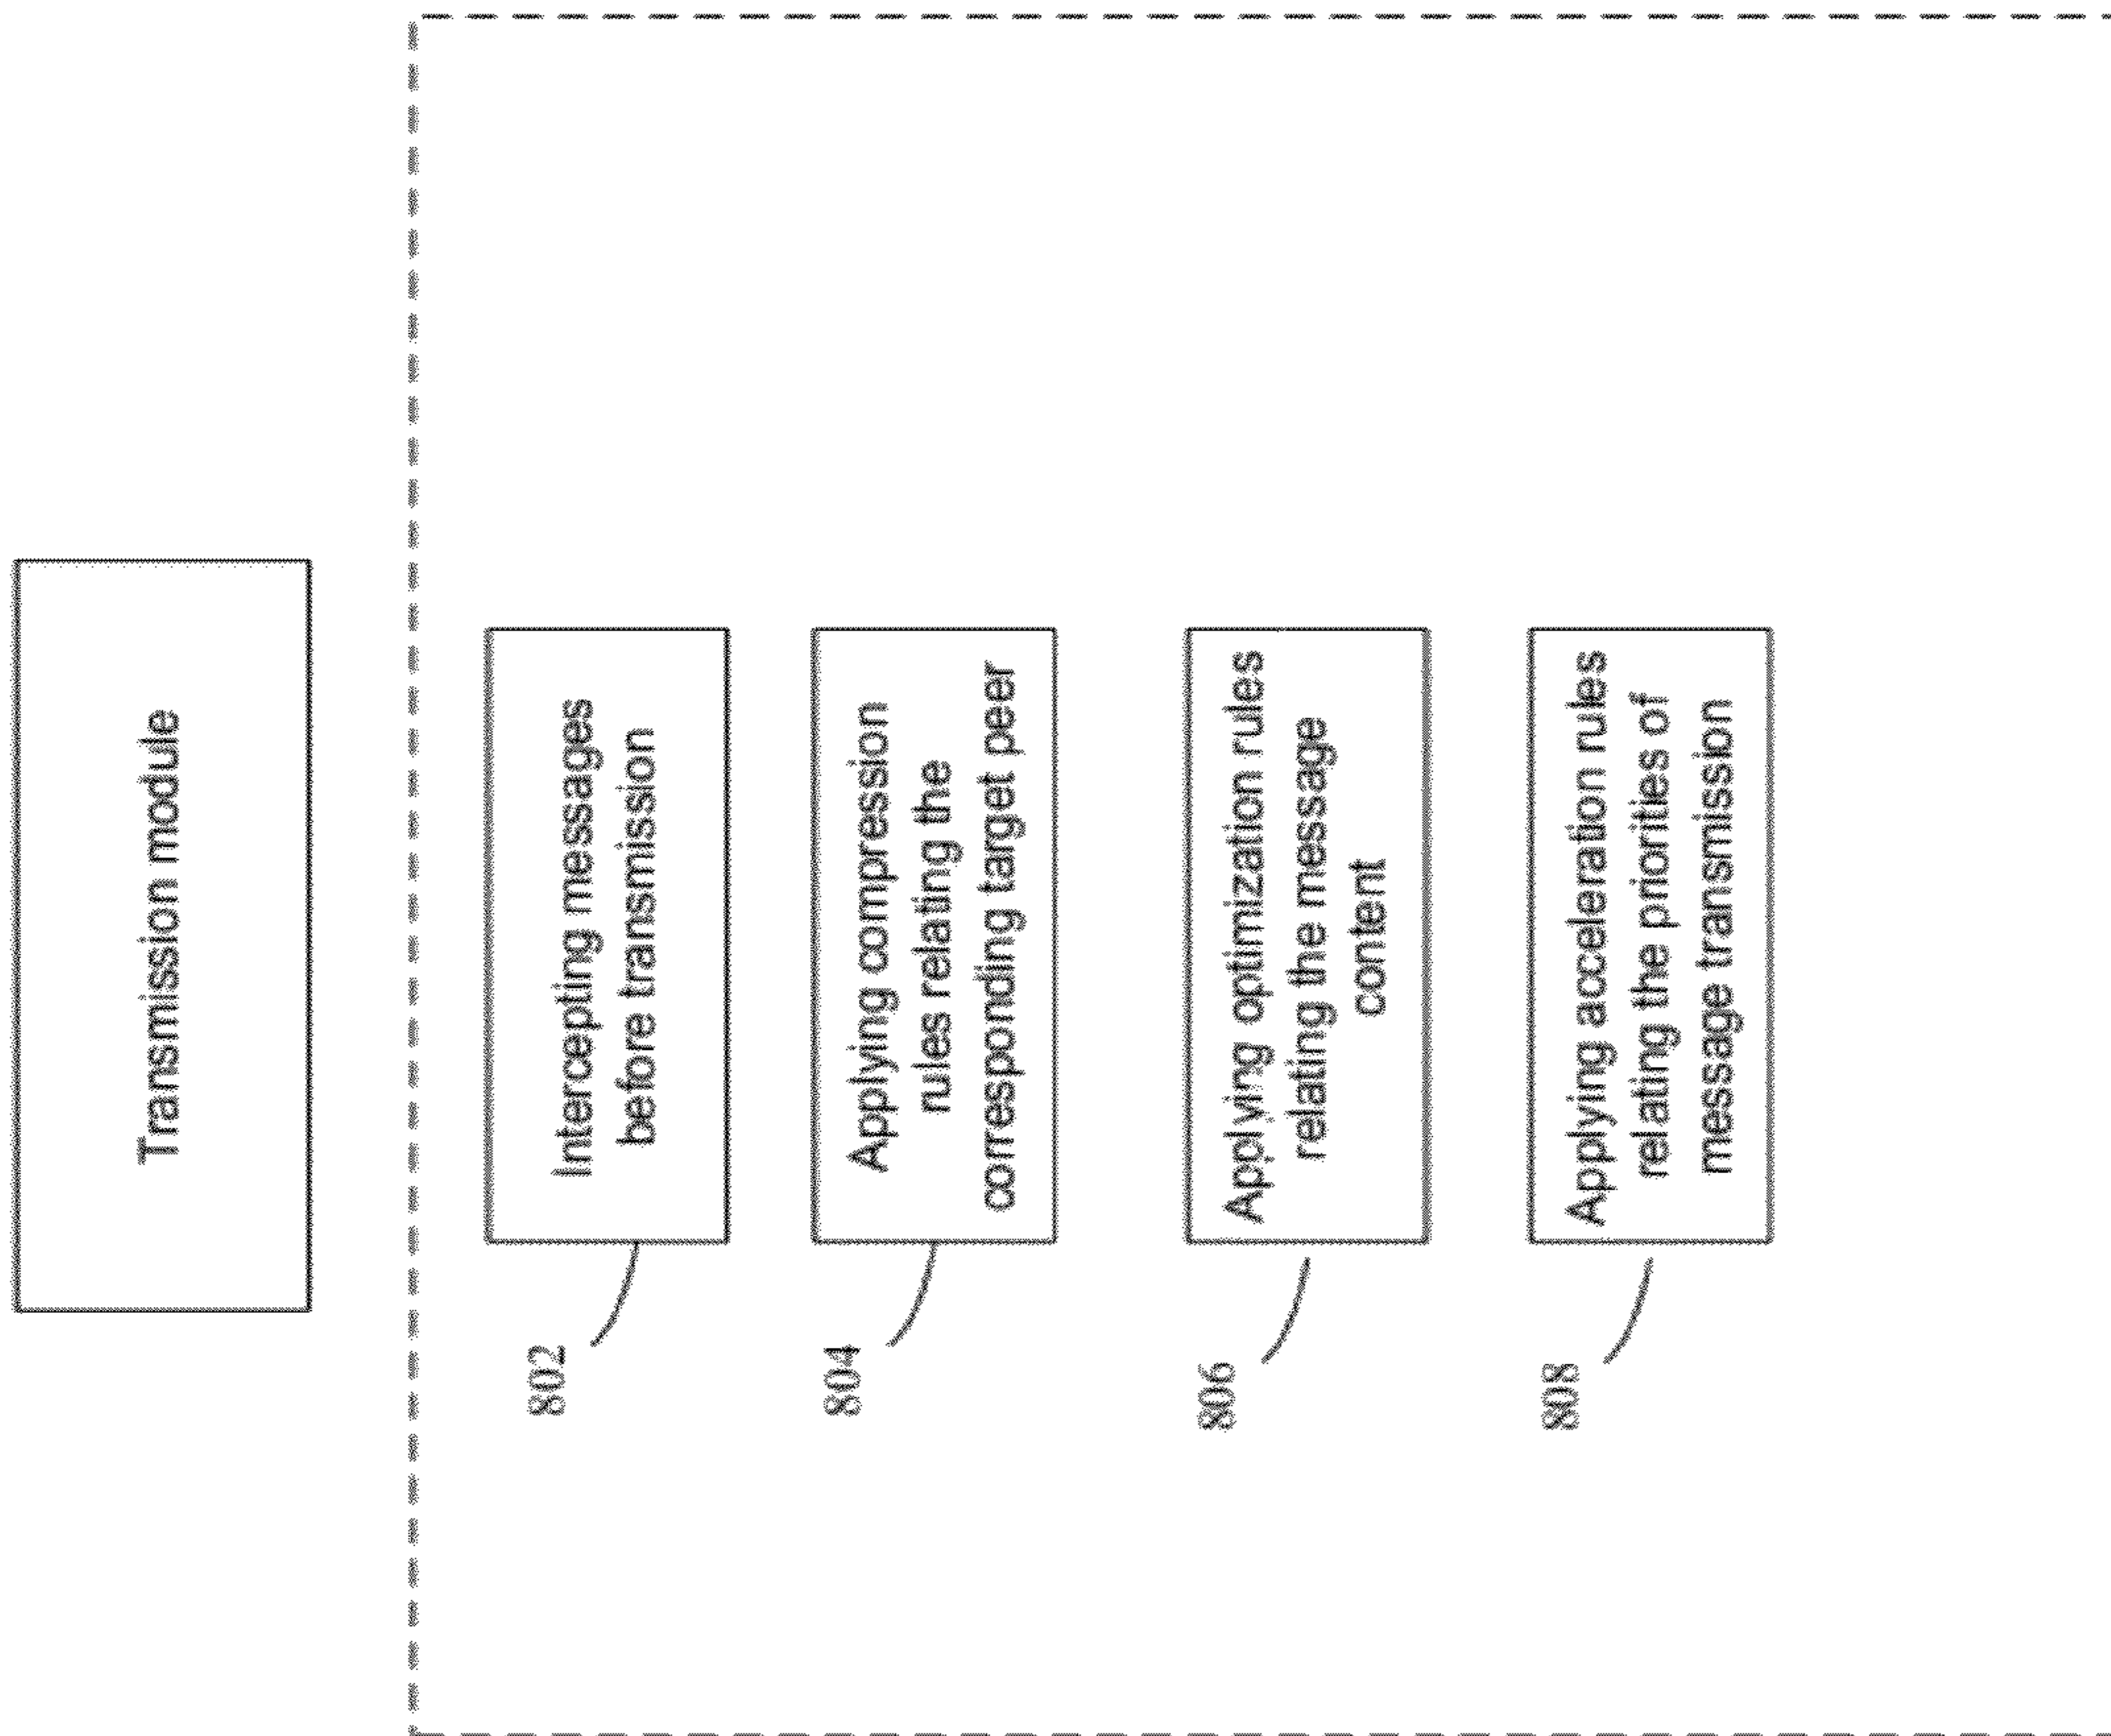 Transmission module
802
Intercepting messages
before transmission
804
Applying compression
rules relating the
corresponding target peer
806
Applying optimization rules
relating the message
content
808
Applying acceleration rules
relating the priorities of
message transmission